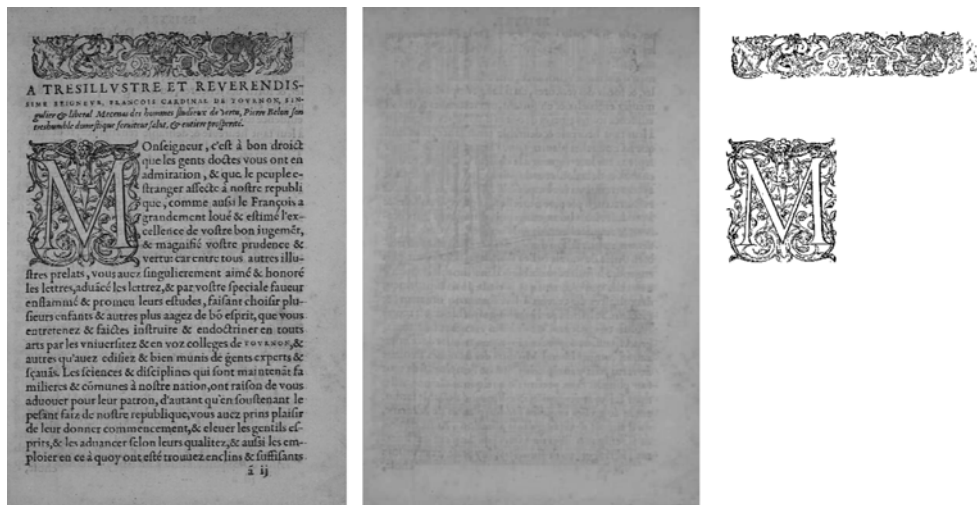 A TRESILLVSTRE ET REVERENDIS-
SIME SEIGNEVR, FRANCOIS CARDINAL DE TOVRNON, SIN-
gulier & liberal Mecenas des hommes studieux de vertu, Pierre Belon son
treshumble domestique seruiteur salut, & entiere prosperité.
MOnseigneur, c'est à bon droict
que les gents doctes vous ont en
admiration, & que le peuple e-
stranger affecte à nostre republi
que, comme aussi le François a
grandement loué & estimé l'ex-
cellence de vostre bon iugemẽt,
& magnifié vostre prudence &
vertu: car entre tous autres illu-
stres prelats, vous auez singulierement aimé & honoré
les lettres, aduãcé les lettrez, & par vostre speciale faueur
enflammé & promeu leurs estudes, faisant choisir plu-
sieurs enfants & autres plus aagez de bõ esprit, que vous
entretenez & faictes instruire & endoctriner en touts
arts par les vniuersitez & en voz colleges de TOVRNON, &
autres qu'auez edifiez & bien munis de gents experts &
sçauãs. Les sciences & disciplines qui sont maintenãt fa
milieres & cõmunes à nostre nation, ont raison de vous
aduouer pour leur patron, d'autant qu'en soustenant le
pesant faiz de nostre republique, vous auez prins plaisir
de leur donner commencement, & eleuer les gentils es-
prits, & les aduancer selon leurs qualitez, & aussi les em-
ploier en ce à quoy ont esté trouuez enclins & suffisants
ã ij
M